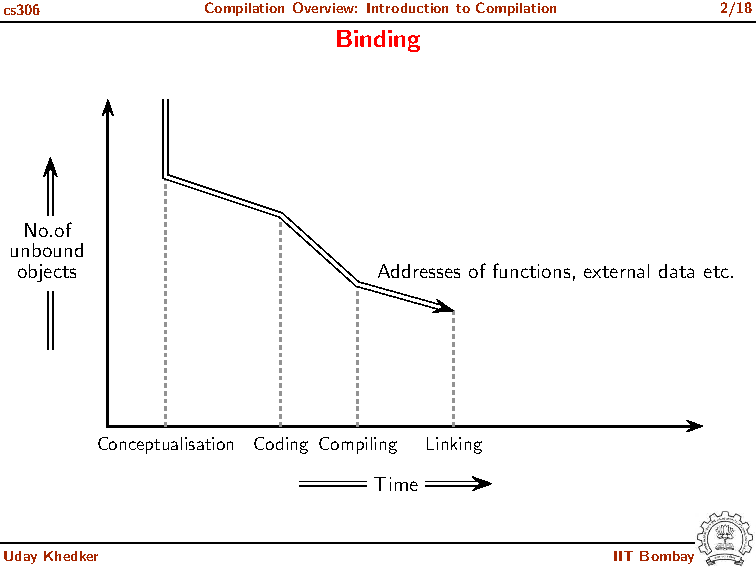 cs306
Compilation Overview: Introduction to Compilation
2/18
Binding
No.of
unbound
objects
Addresses of functions, external data etc.
Conceptualisation
Coding
Compiling
Linking
Time
Uday Khedker
IIT Bombay